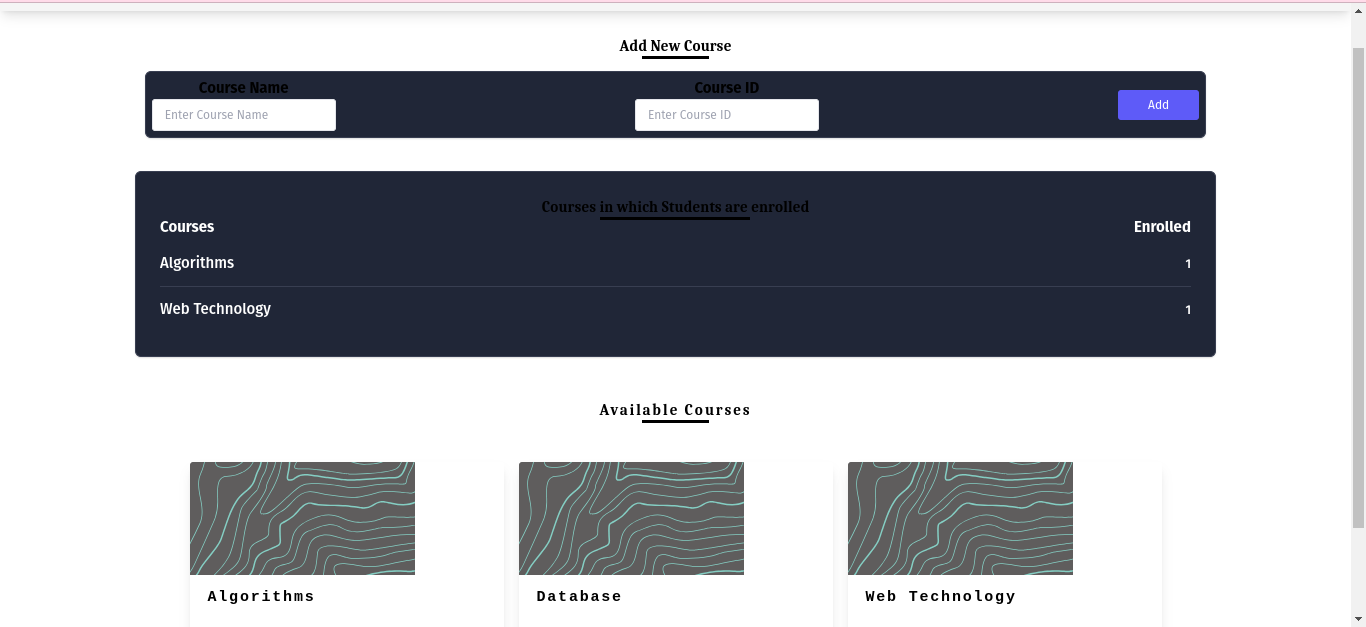 Add New Course
Course Name
Course ID
Enter Course Name
Enter Course ID
Add
Courses in which Students are enrolled
Courses
Enrolled
Algorithms
1
Web Technology
1
Available Courses
Algorithms
Database
Web Technology